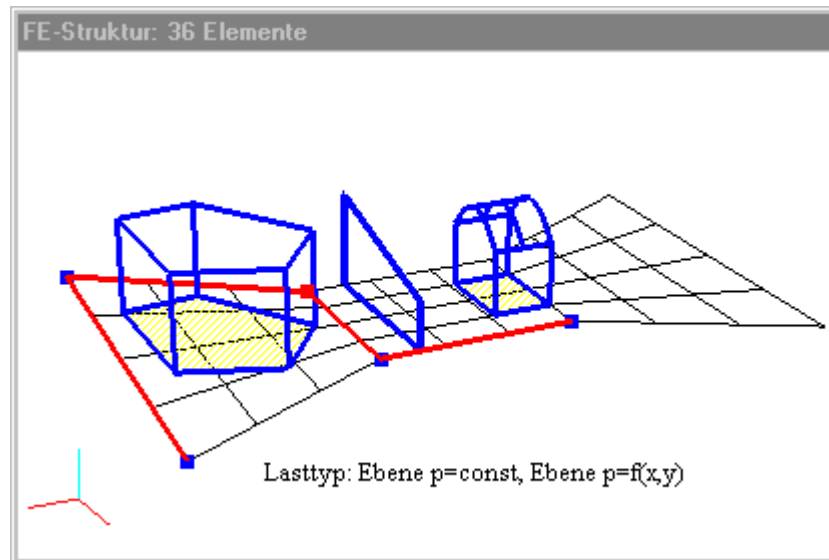 FE-Struktur: 36 Elemente
Lasttyp: Ebene p=const, Ebene p=f(x,y)